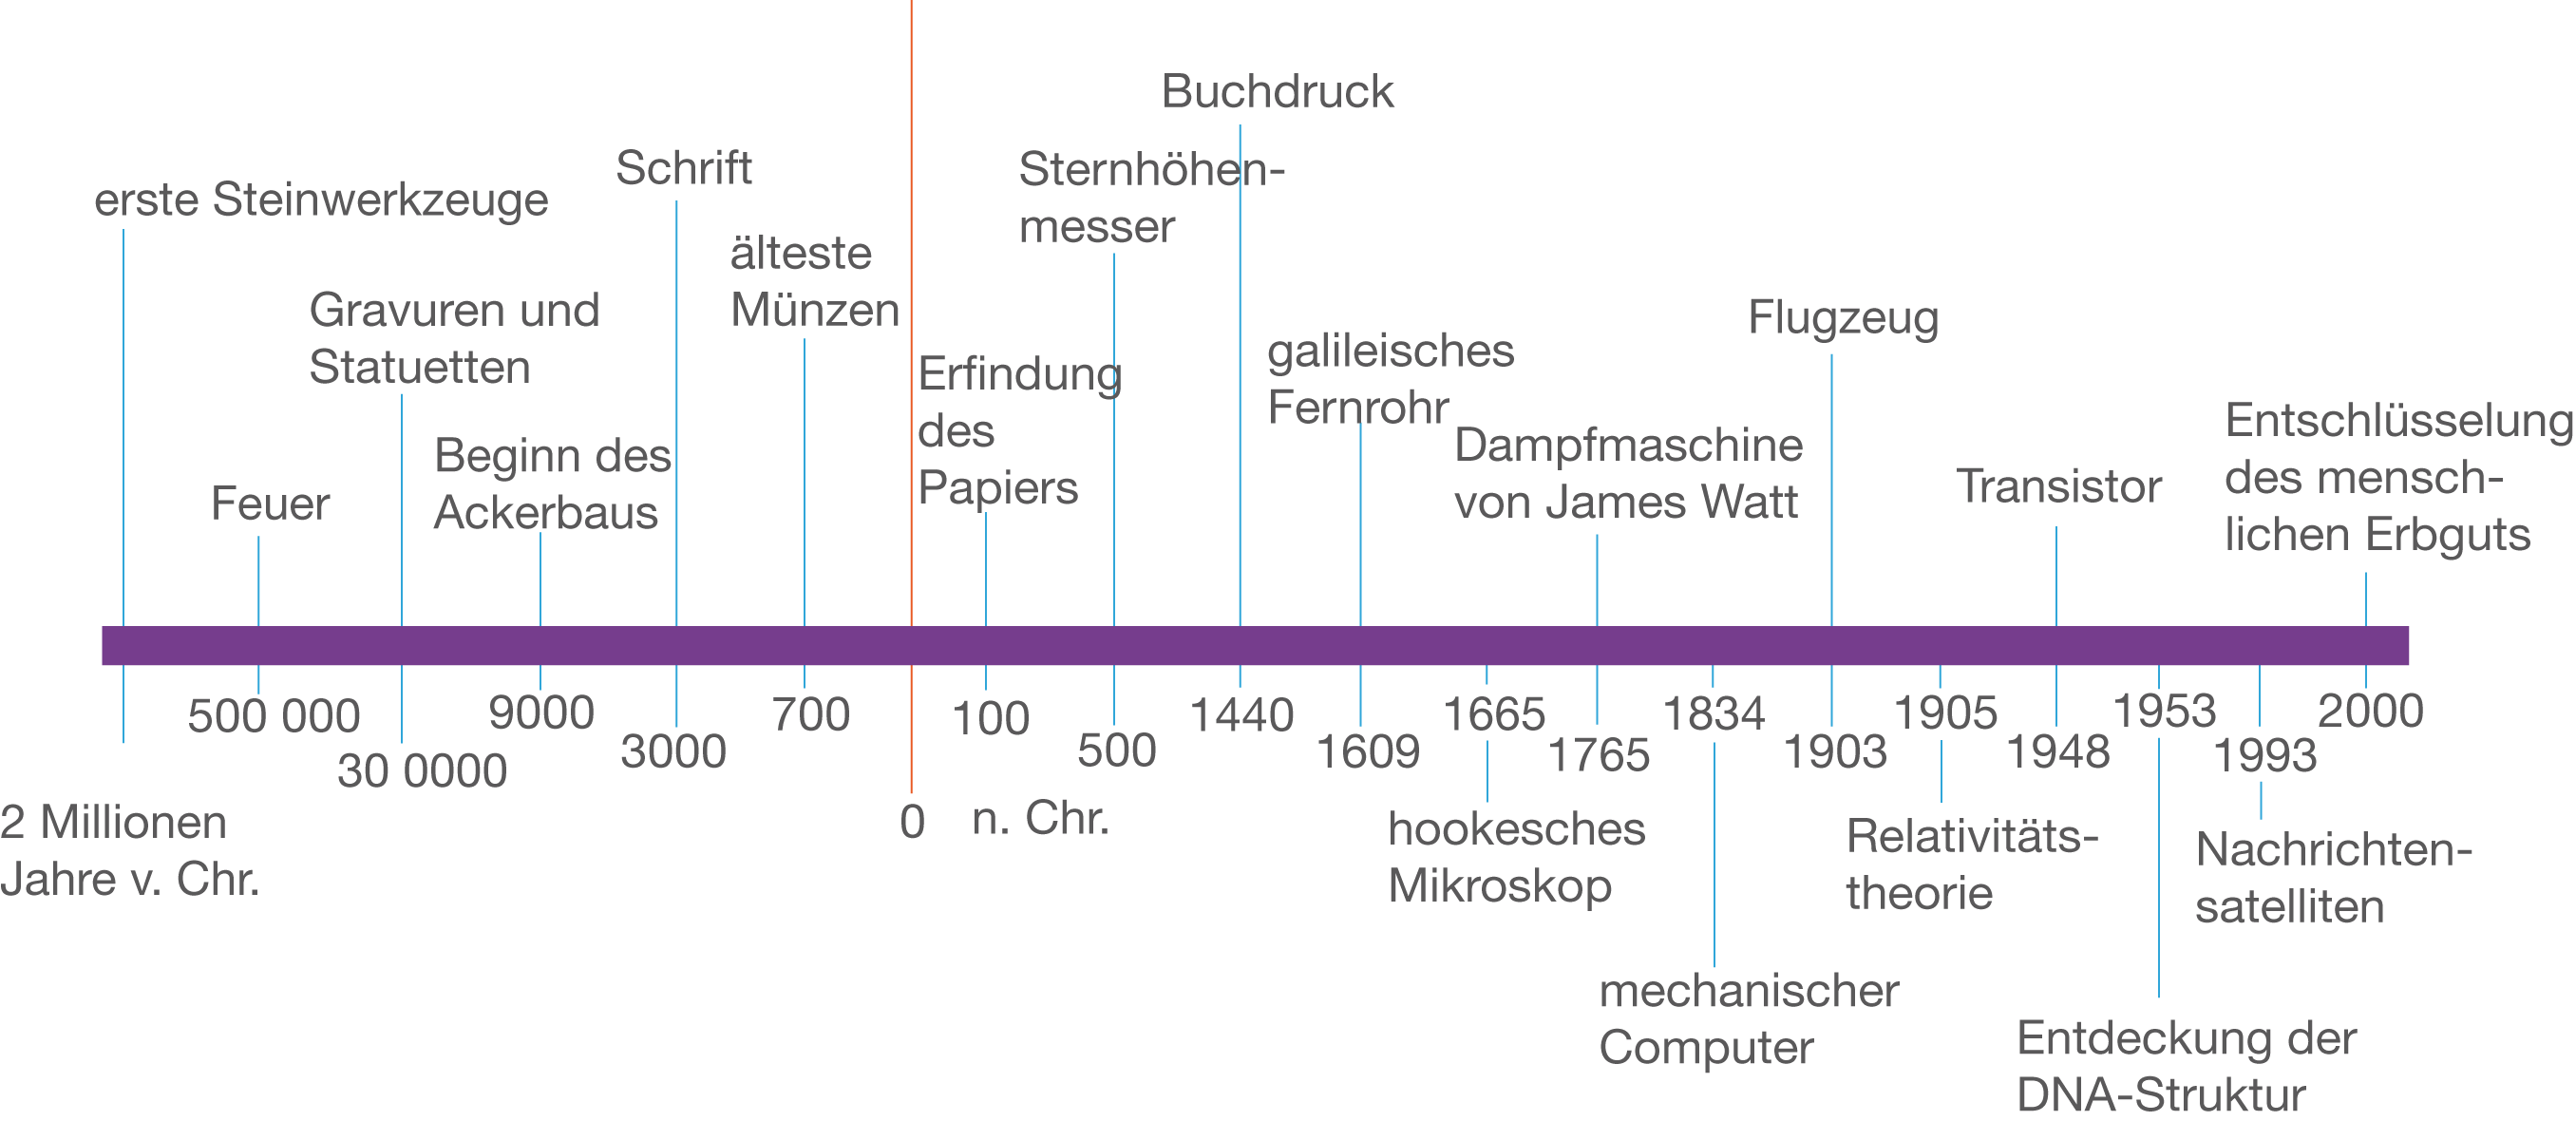 Buchdruck
Schrift
Sternhöhen-
messer
erste Steinwerkzeuge
älteste
Münzen
Gravuren und
Statuetten
Flugzeug
galileisches
Fernrohr
Erfindung
des
Papiers
Entschlüsselung
des mensch-
lichen Erbguts
Dampfmaschine
von James Watt
Beginn des
Ackerbaus
Transistor
Feuer
2 Millionen
Jahre v. Chr.
500 000
30 0000
9000
3000
700
0
n. Chr.
100
500
1440
1609
1665
1765
1834
1903
1905
1948
1953
1993
2000
hookesches
Mikroskop
Relativitäts-
theorie
Nachrichten-
satelliten
mechanischer
Computer
Entdeckung der
DNA-Struktur